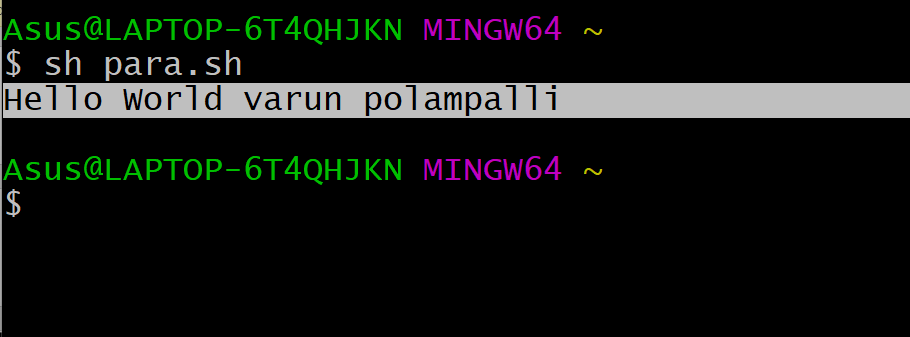 Asus@LAPTOP-6T4QHJKN MINGW64 ~
$ sh para.sh
Hello World varun polampalli
Asus@LAPTOP-6T4QHJKN MINGW64 ~
$